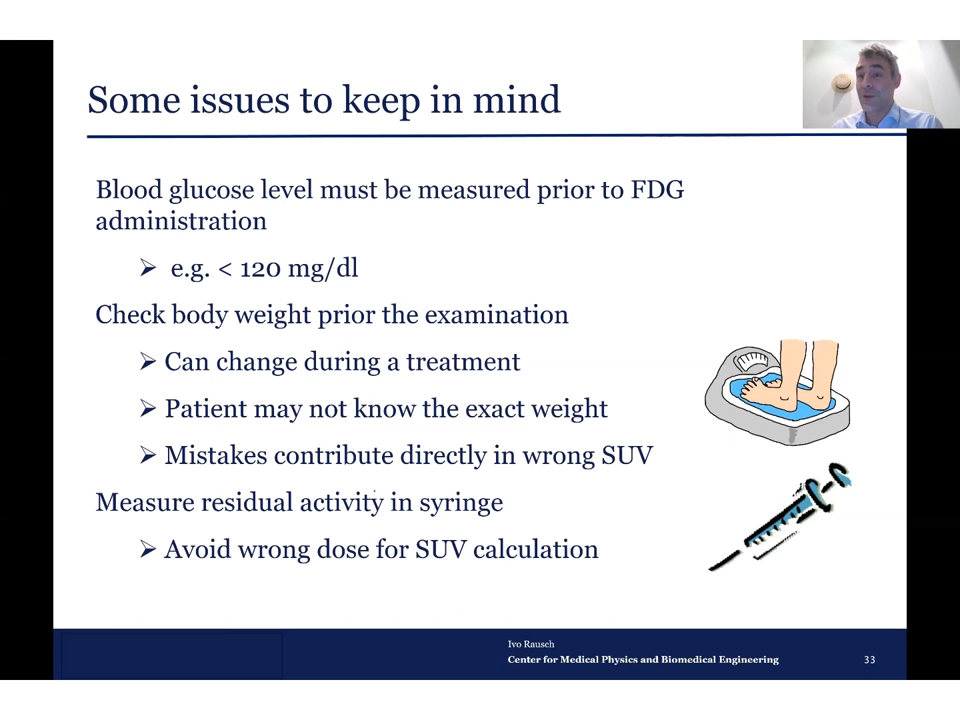 Some issues to keep in mind
Blood glucose level must be measured prior to FDG
administration
➢ e.g. < 120 mg/dl
Check body weight prior the examination
➢ Can change during a treatment
➢ Patient may not know the exact weight
➢ Mistakes contribute directly in wrong SUV
Measure residual activity in syringe
➢ Avoid wrong dose for SUV calculation
Ivo Rausch
Center for Medical Physics and Biomedical Engineering
33